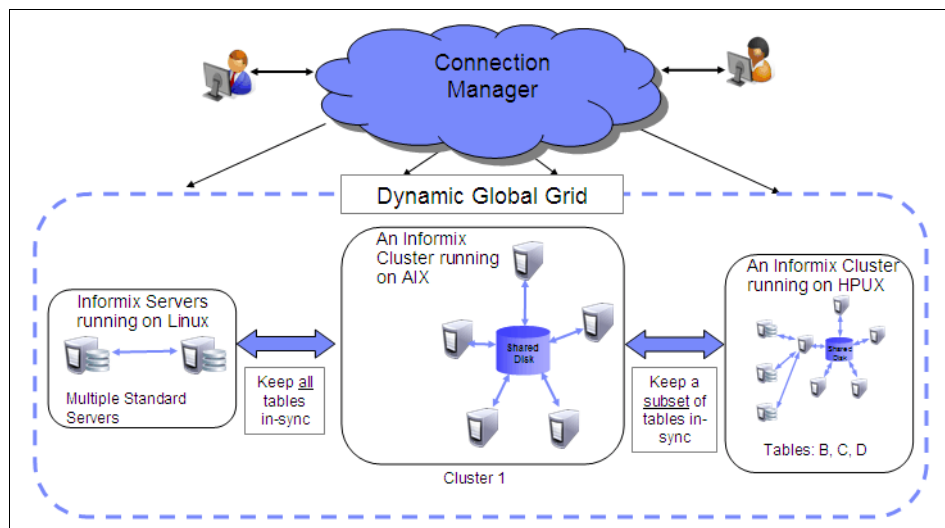 Connection
Manager
Dynamic Global Grid
An Informix
Cluster running
on AIX
An Informix Cluster
running on HPUX
Informix Servers
running on Linux
Shared
Disk
Shared
Disk
Keep all
tables
in-sync
Keep a
subset of
tables in-
sync
Multiple Standard
Servers
Tables: B, C, D
Cluster 1